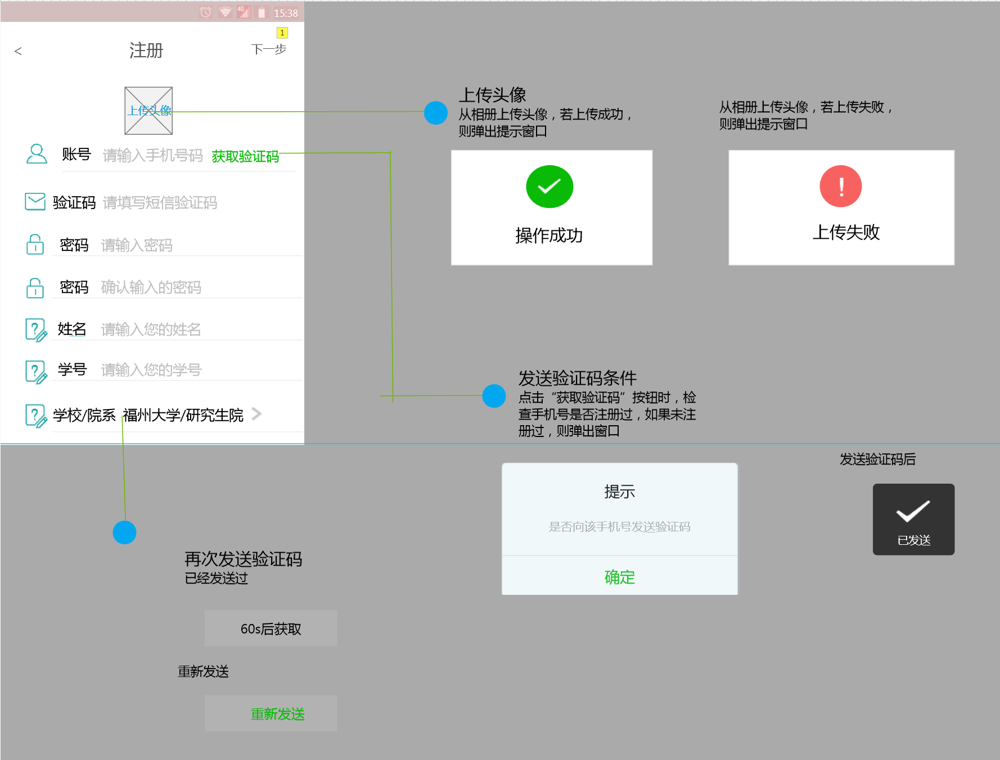 4G 15:38
1
<
注册
下一步
上传头像
账号 请输入手机号码 获取验证码
验证码 请填写短信验证码
密码 请输入密码
密码 确认输入的密码
姓名 请输入您的姓名
学号 请输入您的学号
学校/院系 福州大学/研究生院
上传头像
从相册上传头像，若上传成功，
则弹出提示窗口
操作成功
从相册上传头像，若上传失败，
则弹出提示窗口
上传失败
发送验证码条件
点击“获取验证码”按钮时，检
查手机号是否注册过，如果未注
册过，则弹出窗口
提示
是否向该手机号发送验证码
确定
发送验证码后
已发送
再次发送验证码
已经发送过
60s后获取
重新发送
重新发送